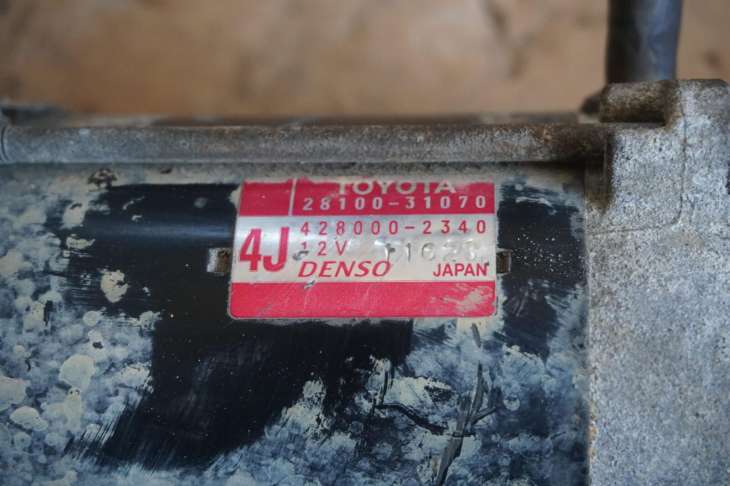 TOYOTA
28100-31070
428000-2340
4J
12V
DENSO JAPAN